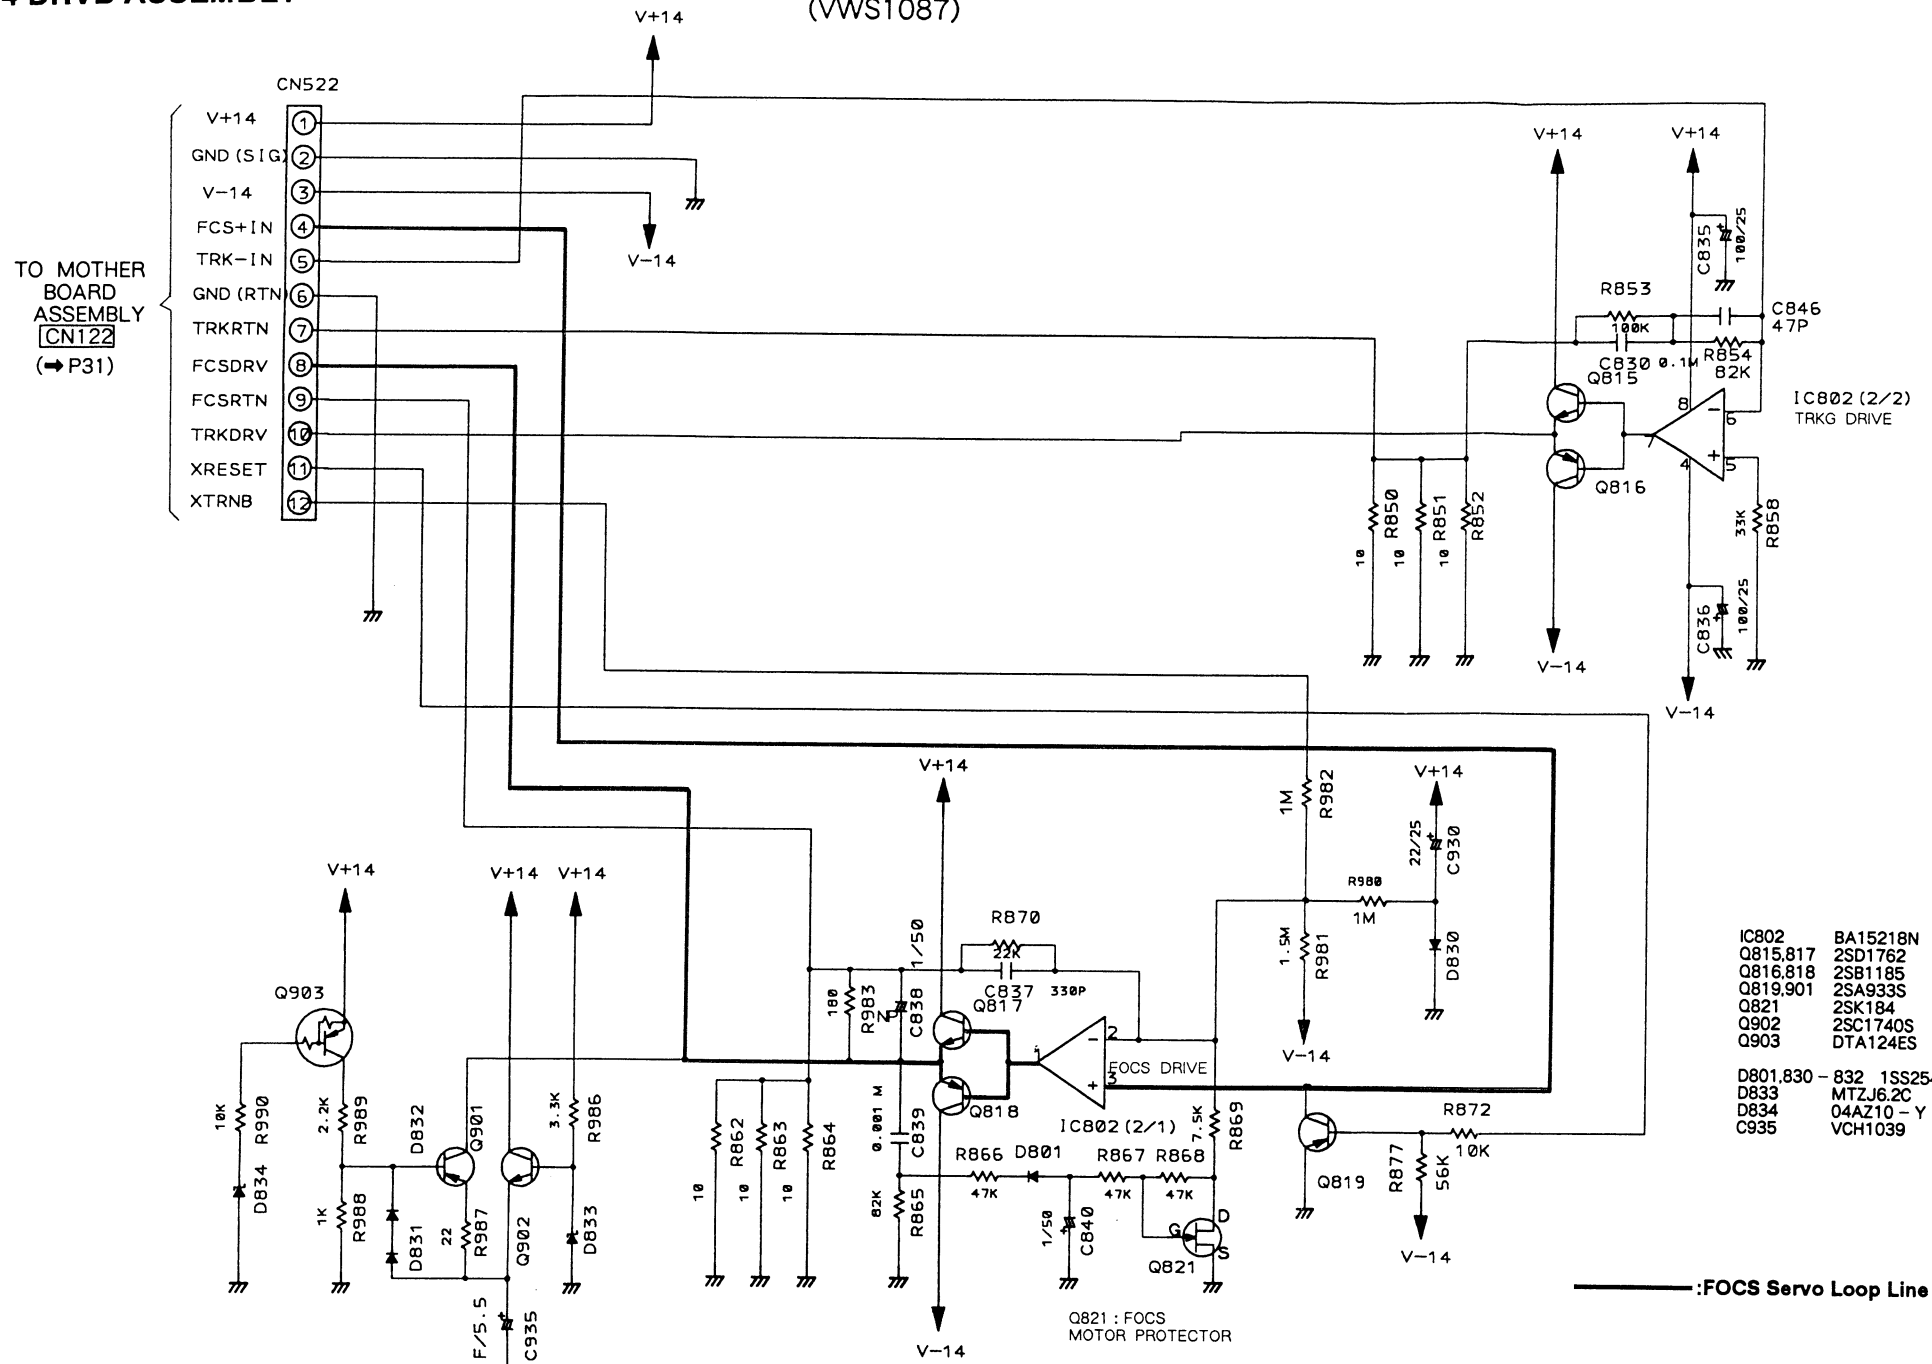 (VWS1087)
V+14
CN522
V+14
1
GND (SIG)
2
V-14
3
FCS+IN
4
TRK-IN
5
GND (RTN)
6
TRKRTN
7
FCSDRV
8
FCSRTN
9
TRKDRV
10
XRESET
11
XTRNB
12
TO MOTHER
BOARD
ASSEMBLY
CN122
(➡ P31)
V-14
V+14
V+14
C835
100/25
R853
100K
C846
47P
C830 0.1M
R854
82K
Q815
8
6
7
4
5
IC802 (2/2)
TRKG DRIVE
Q816
R850
10
R851
10
R852
10
33K
R858
C836
100/25
V-14
V-14
V+14
1M
R982
V+14
22/25
C930
R980
1M
1.5M
R981
D830
V-14
V+14
V+14
V+14
Q903
10K
R990
2.2K
R989
D832
Q901
3.3K
R986
D834
1K
R988
D831
22
R987
Q902
D833
F/5.5
C935
R870
22K
C837
330P
1/50
180
R983
NP
C838
Q817
2
1
3
FOCS DRIVE
Q818
IC802 (2/1)
R862
10
R863
10
R864
10
0.001 M
C839
7.5K
R869
R866
47K
D801
R867
47K
R868
47K
82K
R865
1/50
C840
G
D
S
Q821
V-14
Q821 : FOCS
MOTOR PROTECTOR
Q819
R872
10K
R877
56K
V-14
IC802 BA15218N
Q815,817 2SD1762
Q816,818 2SB1185
Q819,901 2SA933S
Q821 2SK184
Q902 2SC1740S
Q903 DTA124ES
D801,830 - 832 1SS25
D833 MTZJ6.2C
D834 04AZ10 - Y
C935 VCH1039
:FOCS Servo Loop Line